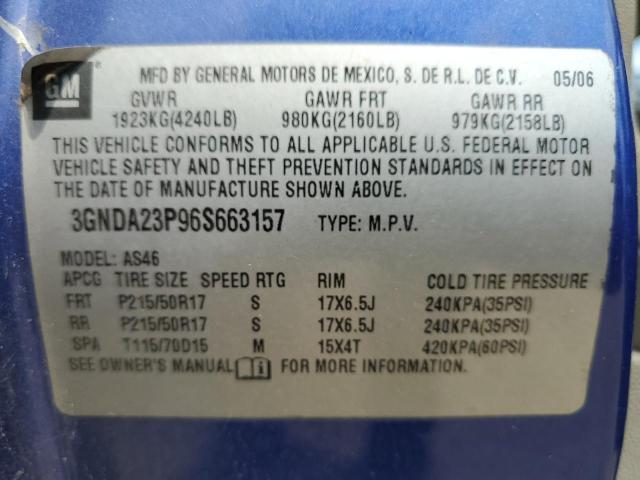 GM
MFD BY GENERAL MOTORS DE MEXICO, S. DE R.L. DE C.V. 05/06
GVWR GAWR FRT GAWR RR
1923KG(4240LB) 980KG(2160LB) 979KG(2158LB)
THIS VEHICLE CONFORMS TO ALL APPLICABLE U.S. FEDERAL MOTOR
VEHICLE SAFETY AND THEFT PREVENTION STANDARDS IN EFFECT ON
THE DATE OF MANUFACTURE SHOWN ABOVE.
3GNDA23P96S663157 TYPE: M.P.V.
MODEL: AS46
APCG TIRE SIZE SPEED RTG RIM COLD TIRE PRESSURE
FRT P215/50R17 S 17X6.5J 240KPA(35PSI)
RR P215/50R17 S 17X6.5J 240KPA(35PSI)
SPA T115/70D15 M 15X4T 420KPA(60PSI)
SEE OWNER'S MANUAL FOR MORE INFORMATION.